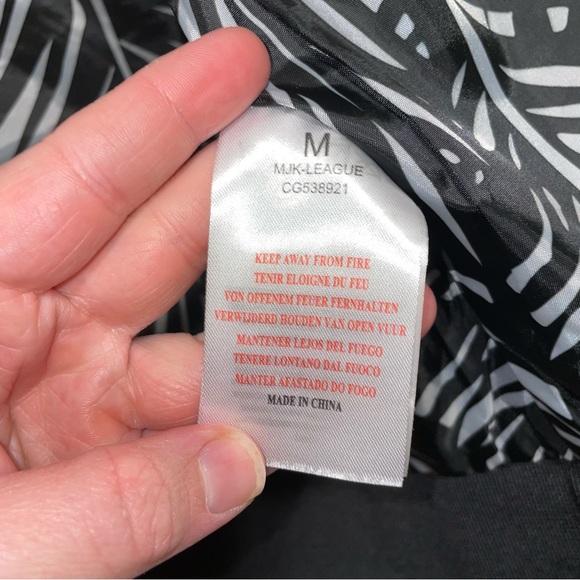 M
MJK-LEAGUE
CG538921
KEEP AWAY FROM FIRE
TENIR ELOIGNE DU FEU
VON OFFENEM FEUER FERNHALTEN
VERWIJDERD HOUDEN VAN OPEN VUUR
MANTENER LEJOS DEL FUEGO
TENERE LONTANO DAL FUOCO
MANTER AFASTADO DO FOGO
MADE IN CHINA